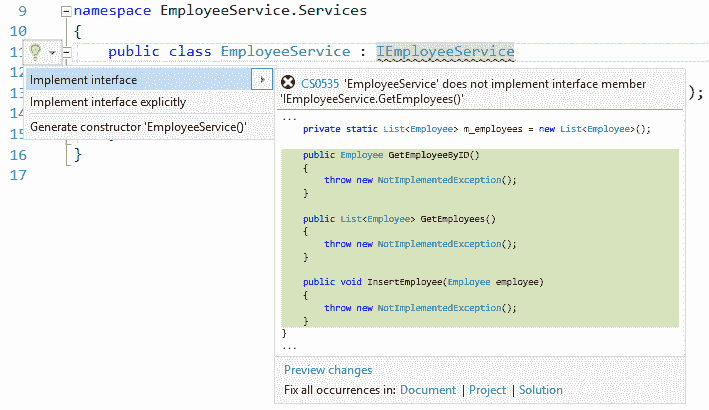 9 namespace EmployeeService.Services
10 {
11 public class EmployeeService : IEmployeeService
12
13 );
14
15
16 }
17
Implement interface
Implement interface explicitly
Generate constructor 'EmployeeService()'
CS0535 'EmployeeService' does not implement interface member
'IEmployeeService.GetEmployees()'
...
private static List<Employee> m_employees = new List<Employee>();
public Employee GetEmployeeByID()
{
throw new NotImplementedException();
}
public List<Employee> GetEmployees()
{
throw new NotImplementedException();
}
public void InsertEmployee(Employee employee)
{
throw new NotImplementedException();
}
}
...
Preview changes
Fix all occurrences in: Document | Project | Solution